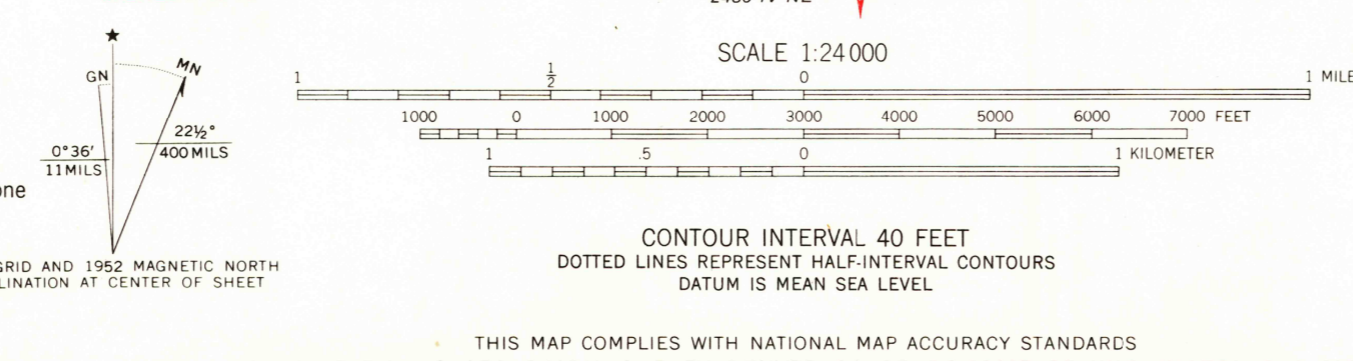 SCALE 1:24 000
1 ½ 0 1 MILE
1000 0 1000 2000 3000 4000 5000 6000 7000 FEET
1 .5 0 1 KILOMETER
CONTOUR INTERVAL 40 FEET
DOTTED LINES REPRESENT HALF-INTERVAL CONTOURS
DATUM IS MEAN SEA LEVEL
THIS MAP COMPLIES WITH NATIONAL MAP ACCURACY STANDARDS
★
GN
MN
0°36′
11 MILS
22½°
400 MILS
GRID AND 1952 MAGNETIC NORTH
LINATION AT CENTER OF SHEET
one